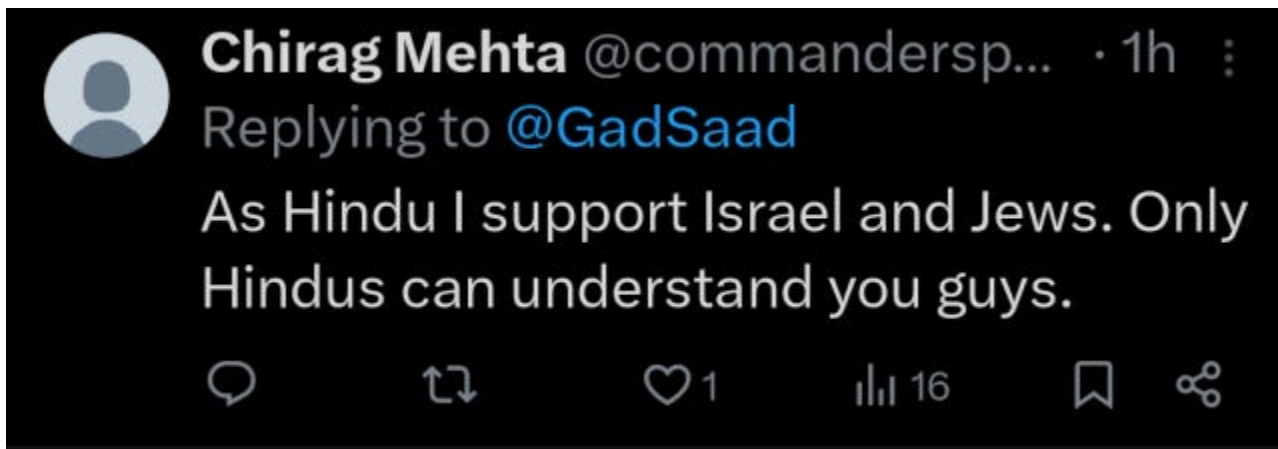 Chirag Mehta @commandersp... · 1h
Replying to @GadSaad
As Hindu I support Israel and Jews. Only
Hindus can understand you guys.
1 16